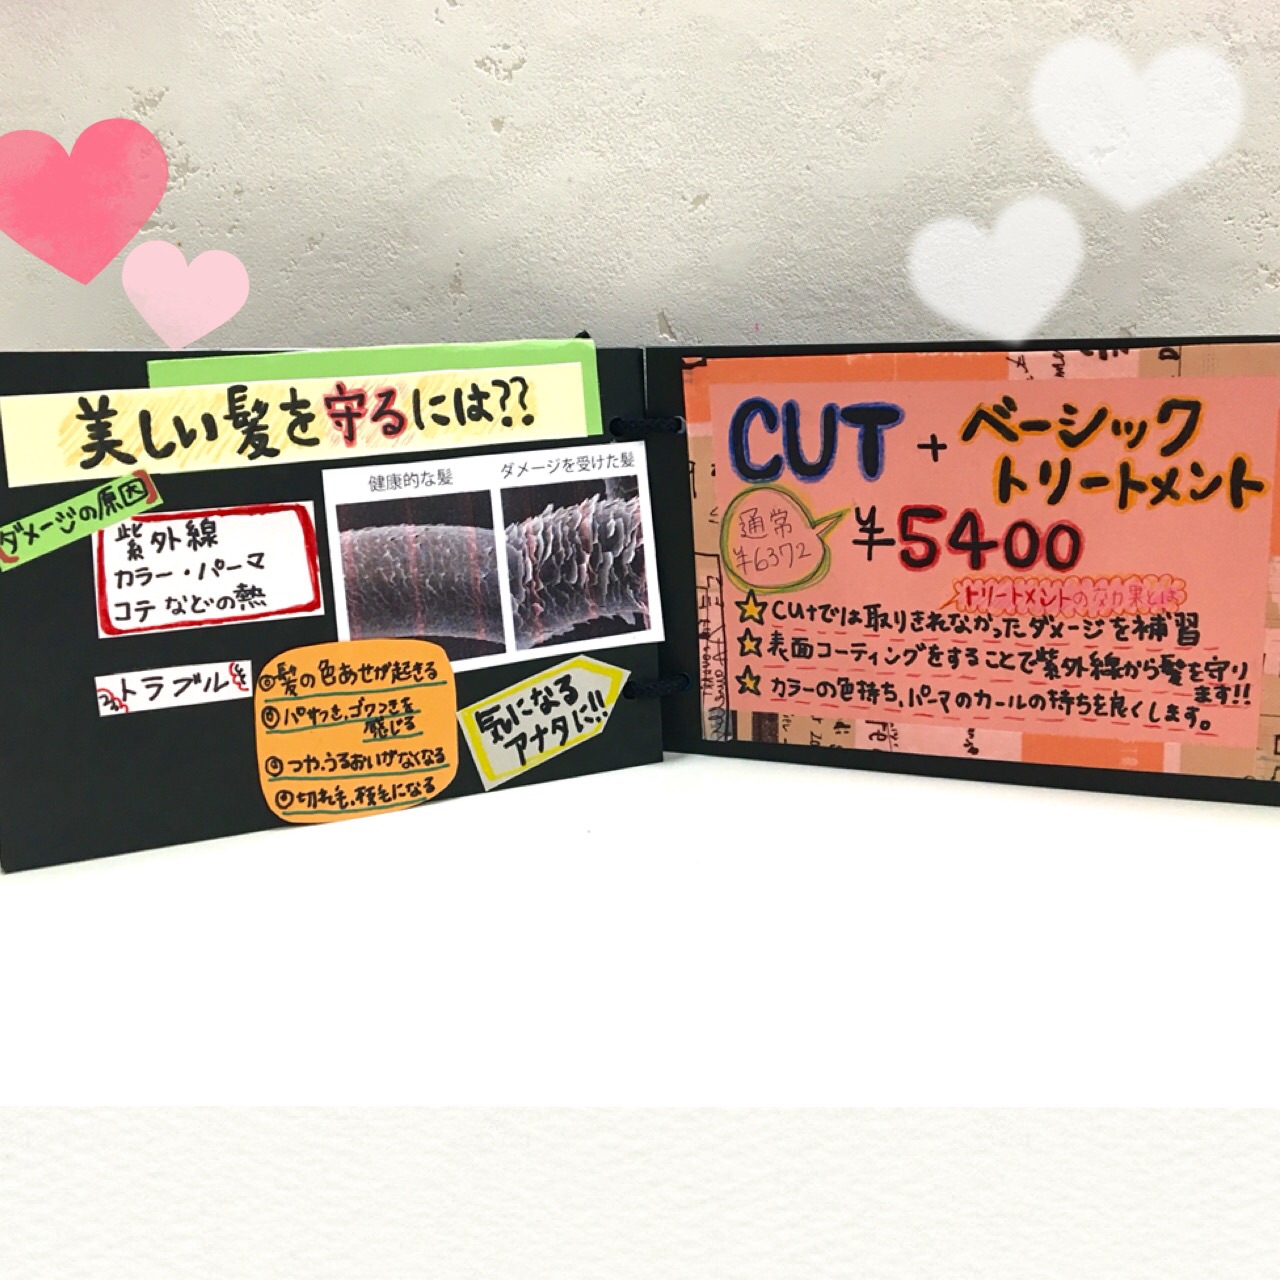 美しい髪を守るには??
ダメージの原因
紫外線
カラー・パーマ
コテなどの熱
健康的な髪
ダメージを受けた髪
トラブル
髪の色あせが起きる
パサつき、ゴワつきを
感じる
つや、うるおいがなくなる
切れ毛、枝毛になる
気になる
アナタに!!
CUT + ベーシック
トリートメント
通常
¥6372
¥5400
トリートメントの効果とは
★CUtでは取りきれなかったダメージを補習
★表面コーティングをすることで紫外線から髪を守り
ます!!
★カラーの色持ち、パーマのカールの持ちを良くします。